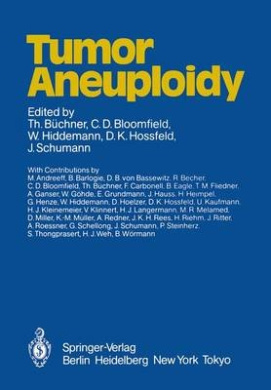 Tumor
Aneuploidy
Edited by
Th. Büchner, C. D. Bloomfield,
W. Hiddemann, D. K. Hossfeld,
J. Schumann
With Contributions by
M. Andreeff, B. Barlogie, D. B. von Bassewitz, R. Becher,
C. D. Bloomfield, Th. Büchner, F. Carbonell, B. Eagle, T. M. Fliedner,
A. Ganser, W. Göhde, E. Grundmann, J. Hauss, H. Heimpel,
G. Henze, W. Hiddemann, D. Hoelzer, D. K. Hossfeld, U. Kaufmann,
H. J. Kleinemeier, V. Klinnert, H. J. Langermann, M. R. Melamed,
D. Miller, K.-M. Müller, A. Redner, J. K. H. Rees, H. Riehm, J. Ritter,
A. Roessner, G. Schellong, J. Schumann, P. Steinherz,
S. Thongprasert, H. J. Weh, B. Wörmann
Springer-Verlag
Berlin Heidelberg New York Tokyo